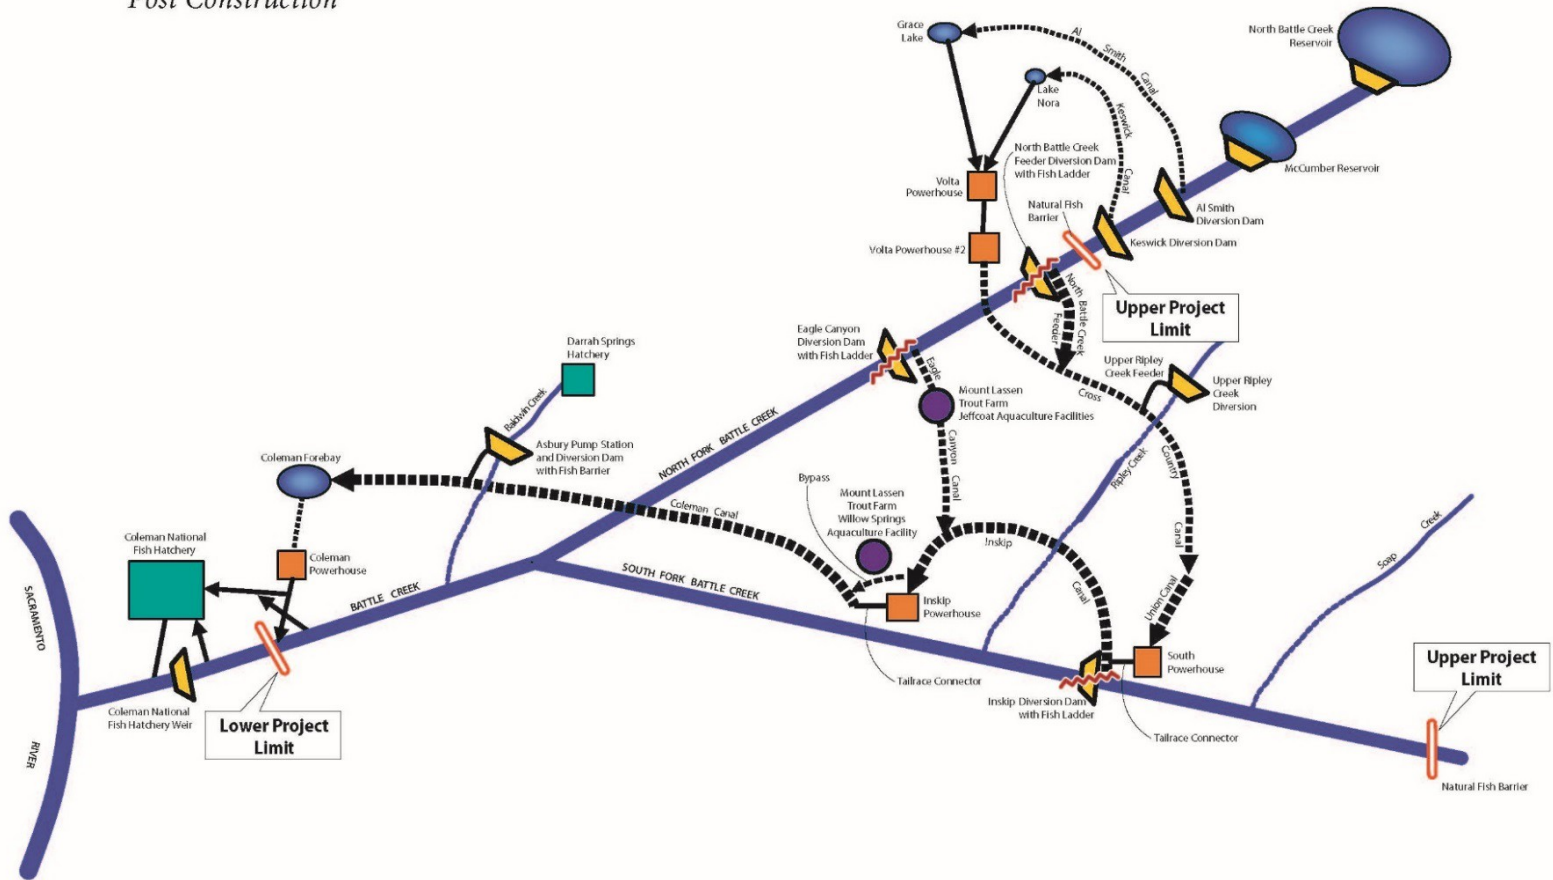 Post Construction
Grace
Lake
Al
Smith
Canal
North Battle Creek
Reservoir
Lake
Nora
Keswick
Canal
North Battle Creek
Feeder Diversion Dam
with Fish Ladder
McCumber Reservoir
Volta
Powerhouse
Natural Fish
Barrier
Al Smith
Diversion Dam
Keswick Diversion Dam
Volta Powerhouse #2
North Battle Creek
Feeder
Upper Project
Limit
Eagle Canyon
Diversion Dam
with Fish Ladder
Darrah Springs
Hatchery
Eagle
Canyon
Canal
Upper Ripley
Creek Feeder
Upper Ripley
Creek
Diversion
Mount Lassen
Trout Farm
Jeffcoat Aquaculture Facilities
Cross
Country
Canal
Baldwin Creek
Asbury Pump Station
and Diversion Dam
with Fish Barrier
NORTH FORK BATTLE CREEK
Coleman Forebay
Ripley Creek
Bypass
Mount Lassen
Trout Farm
Willow Springs
Aquaculture Facility
Coleman Canal
Inskip
Canal
Soap
Creek
Coleman National
Fish Hatchery
Coleman
Powerhouse
SOUTH FORK BATTLE CREEK
BATTLE CREEK
Inskip
Powerhouse
Union Canal
SACRAMENTO
RIVER
South
Powerhouse
Upper Project
Limit
Tailrace Connector
Inskip Diversion Dam
with Fish Ladder
Coleman National
Fish Hatchery Weir
Lower Project
Limit
Tailrace Connector
Natural Fish Barrier